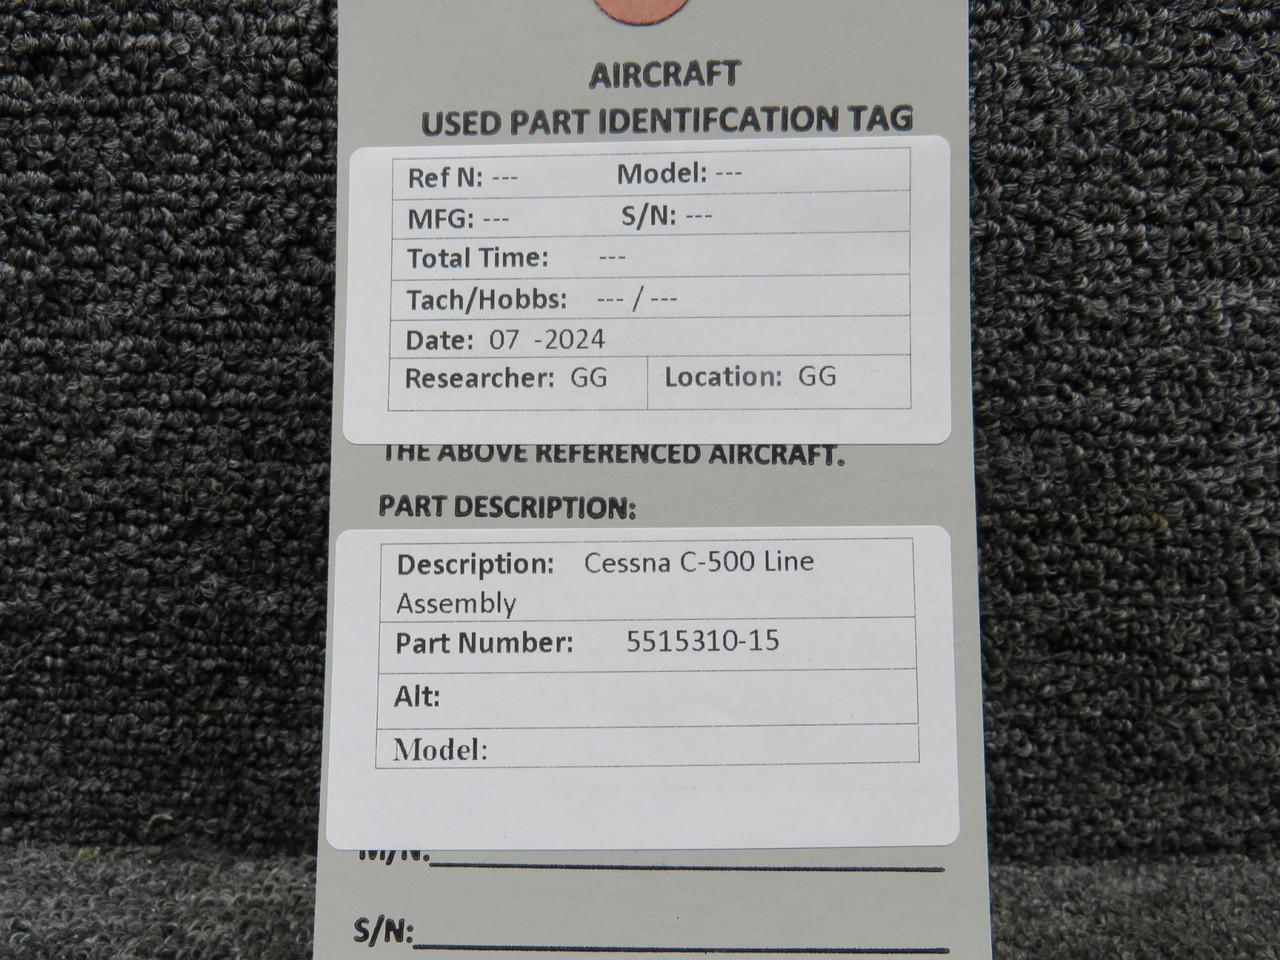 AIRCRAFT
USED PART IDENTIFCATION TAG
Ref N: --- Model: ---
MFG: --- S/N: ---
Total Time: ---
Tach/Hobbs: --- / ---
Date: 07 -2024
Researcher: GG Location: GG
THE ABOVE REFERENCED AIRCRAFT.
PART DESCRIPTION:
Description: Cessna C-500 Line
Assembly
Part Number: 5515310-15
Alt:
Model:
M/N:
S/N: